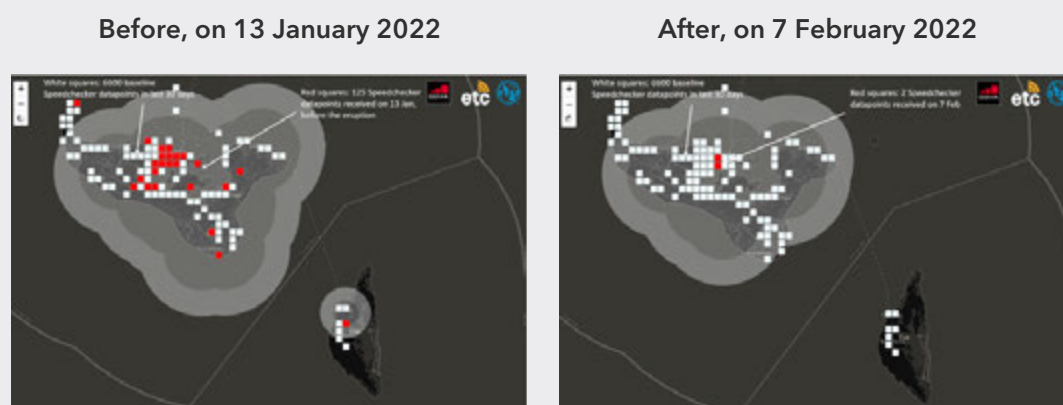 Before, on 13 January 2022
After, on 7 February 2022
White squares: 6600 baseline
Speedchecker datapoints in last 30 days
Red squares: 125 Speedchecker
datapoints received on 13 Jan,
before the eruption
etc
White squares: 6600 baseline
Speedchecker datapoints in last 30 days
Red squares: 2 Speedchecker
datapoints received on 7 Feb
etc